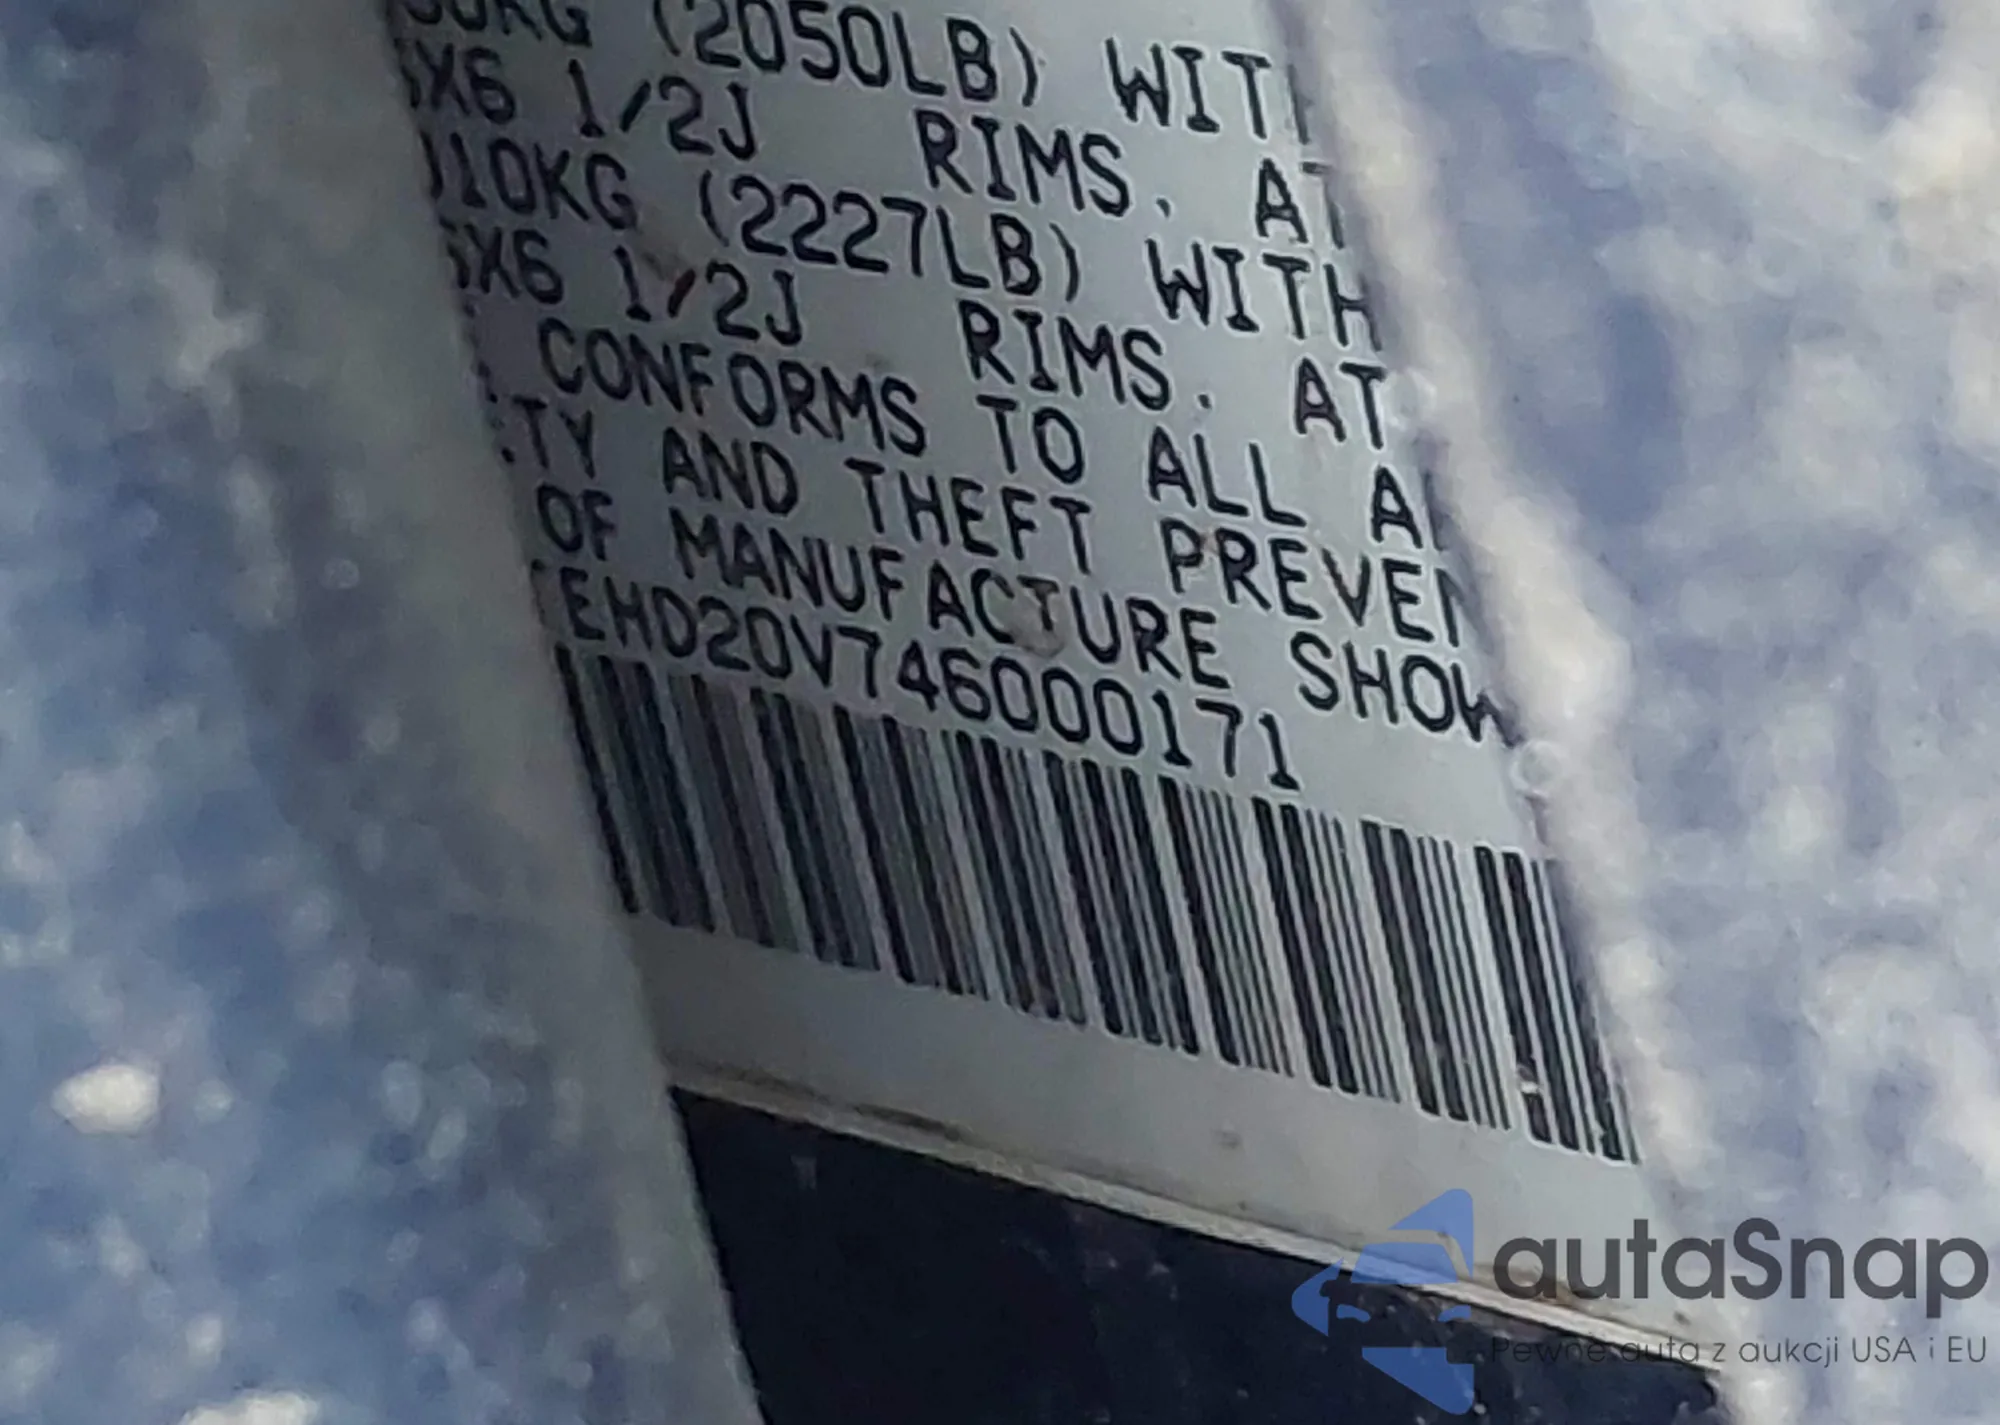 0KG (2050LB) WITH
X6 1/2J RIMS. AT
10KG (2227LB) WITH
X6 1/2J RIMS. AT
CONFORMS TO ALL A
TY AND THEFT PREVEN
OF MANUFACTURE SHOW
EHD20V746000171
autaSnap
Pewne auta z aukcji USA i EU